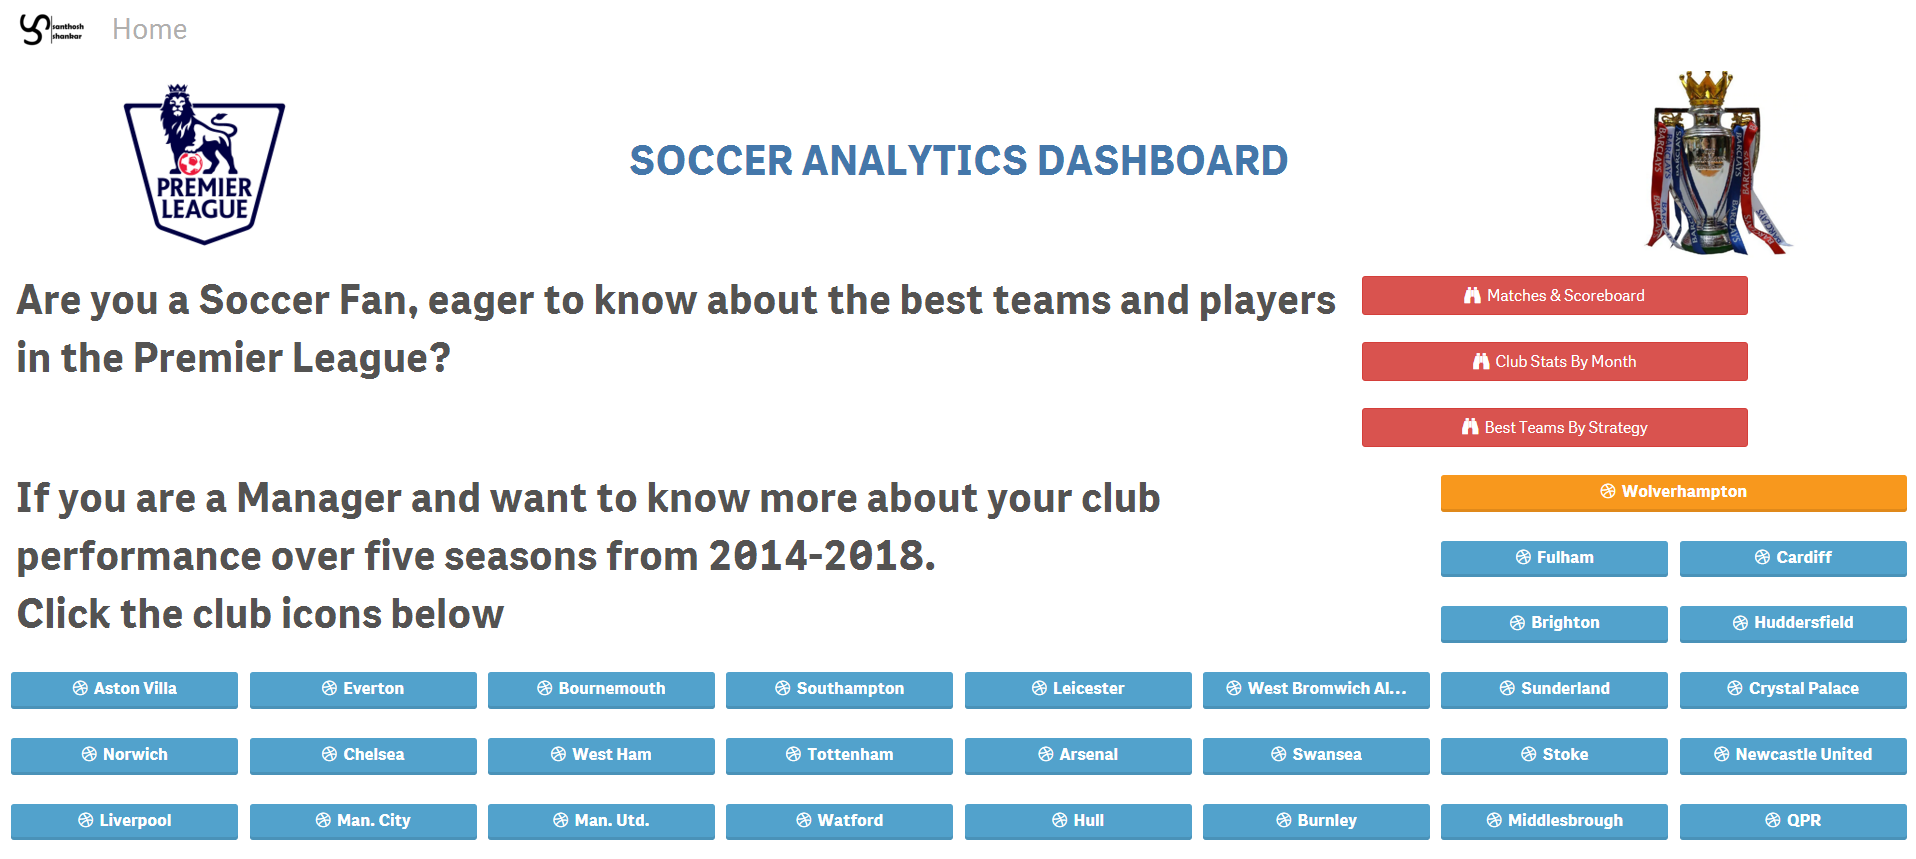 santhosh
shankar
Home
PREMIER
LEAGUE
SOCCER ANALYTICS DASHBOARD
BARCLAYS
BARCLAYS
BARCLAYS
BARCLAYS
Are you a Soccer Fan, eager to know about the best teams and players
in the Premier League?
Matches & Scoreboard
Club Stats By Month
Best Teams By Strategy
If you are a Manager and want to know more about your club
performance over five seasons from 2014-2018.
Click the club icons below
Wolverhampton
Fulham Cardiff
Brighton Huddersfield
Aston Villa Everton Bournemouth Southampton Leicester West Bromwich Al... Sunderland Crystal Palace
Norwich Chelsea West Ham Tottenham Arsenal Swansea Stoke Newcastle United
Liverpool Man. City Man. Utd. Watford Hull Burnley Middlesbrough QPR